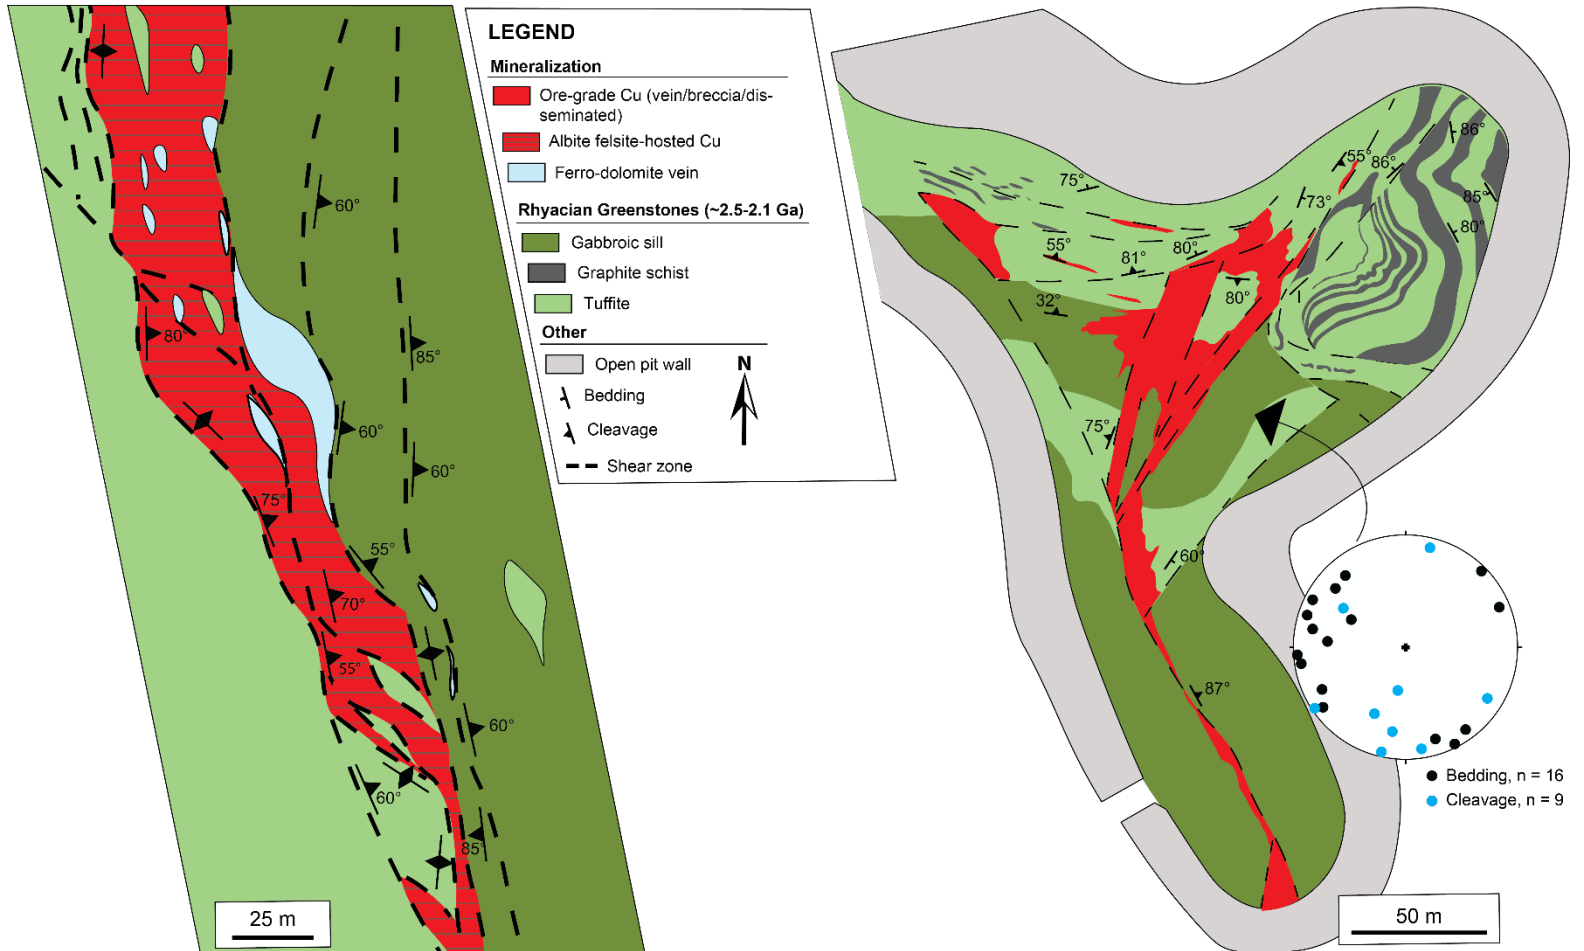 LEGEND
Mineralization
Ore-grade Cu (vein/breccia/dis-
seminated)
Albite felsite-hosted Cu
Ferro-dolomite vein
Rhyacian Greenstones (~2.5-2.1 Ga)
Gabbroic sill
Graphite schist
Tuffite
Other
Open pit wall
Bedding
Cleavage
Shear zone
N
60°
80°
85°
60°
60°
75°
55°
70°
55°
60°
60°
85°
25 m
75°
55°
86°
86°
73°
85°
80°
55°
81°
80°
80°
32°
75°
60°
87°
Bedding, n = 16
Cleavage, n = 9
50 m